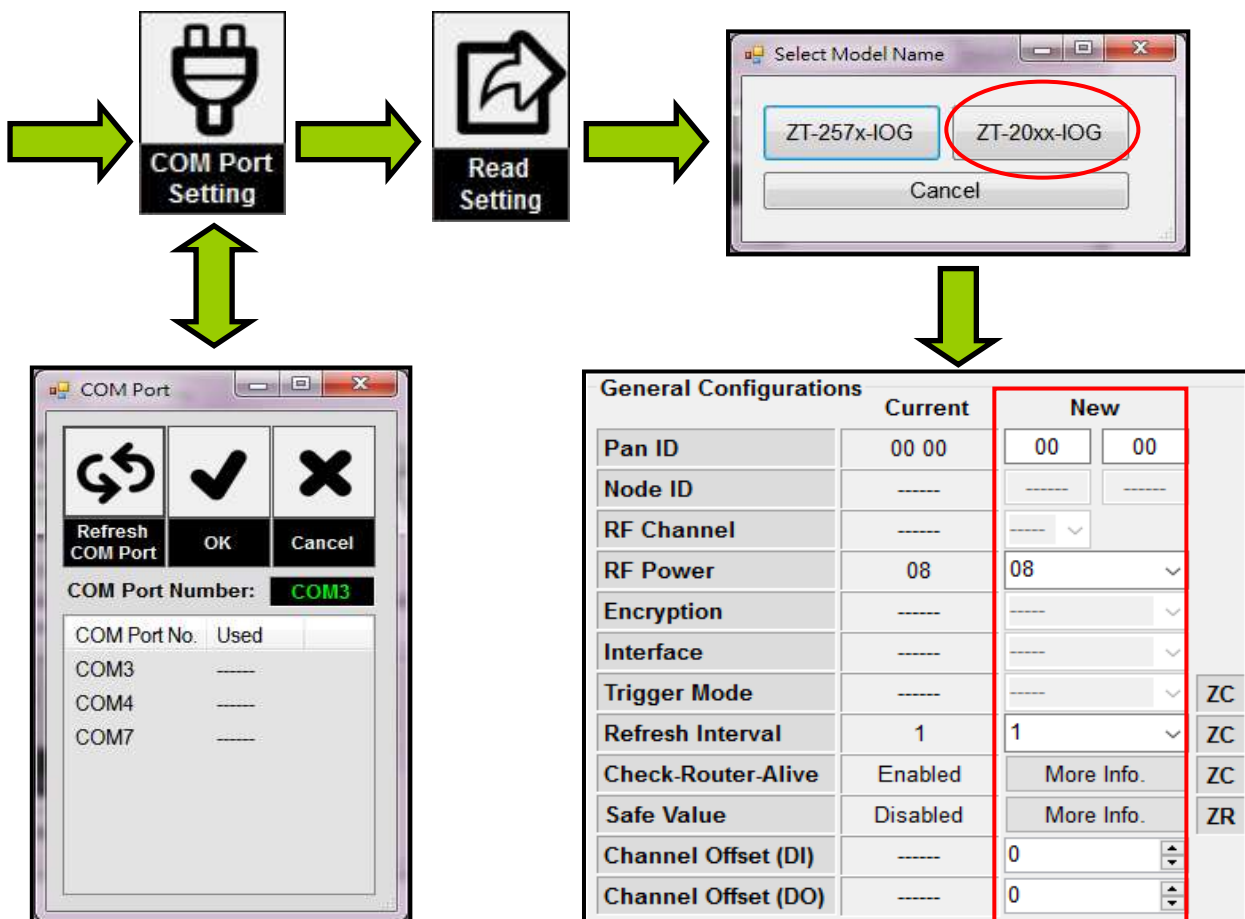 COM Port
Setting
Read
Setting
Select Model Name
ZT-257x-IOG ZT-20xx-IOG
Cancel
COM Port
Refresh
COM Port
OK
Cancel
COM Port Number: COM3
COM Port No. Used
COM3 ------
COM4 ------
COM7 ------
General Configurations
Current New
Pan ID 00 00 00 00
Node ID ------ ------ ------
RF Channel ------ -----
RF Power 08 08
Encryption ------ -----
Interface ------ -----
Trigger Mode ------ ----- ZC
Refresh Interval 1 1 ZC
Check-Router-Alive Enabled More Info. ZC
Safe Value Disabled More Info. ZR
Channel Offset (DI) ------ 0
Channel Offset (DO) ------ 0